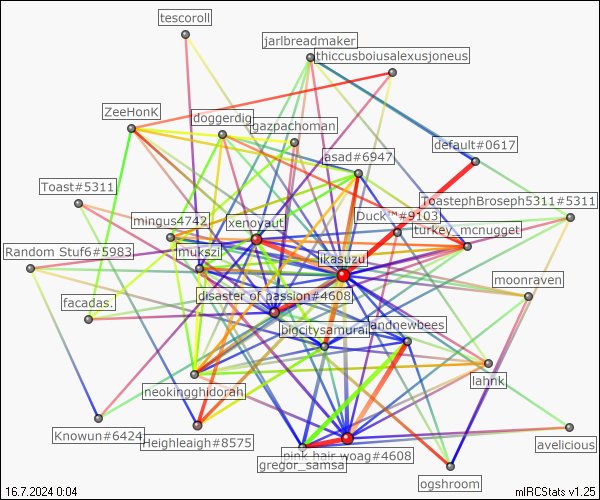 tescoroll
jarlbreadmaker
thiccusboiusalexusjoneus
ZeeHonK
doggerdig
gazpachoman
default#0617
asad#6947
Toast#5311
ToastephBroseph5311#5311
mingus4742
xenoyaut
Duck™#9103
turkey_mcnugget
Random Stuf6#5983
mukszi
ikasuzu
moonraven
facadas.
disaster of passion#4608
bigcitysamurai
andnewbees
lahnk
neokingghidorah
Knowun#6424
Heighleaigh#8575
avelicious
pink hair woag#4608
gregor_samsa
ogshroom
16.7.2024 0:04
mIRCStats v1.25